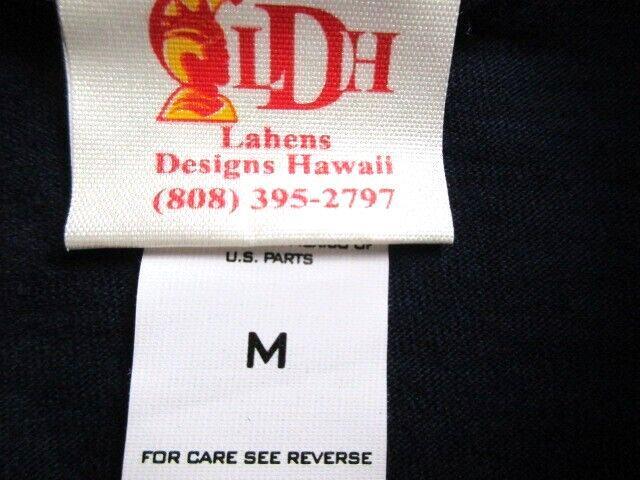 LDH
Lahens
Designs Hawaii
(808) 395-2797
U.S. PARTS
M
FOR CARE SEE REVERSE